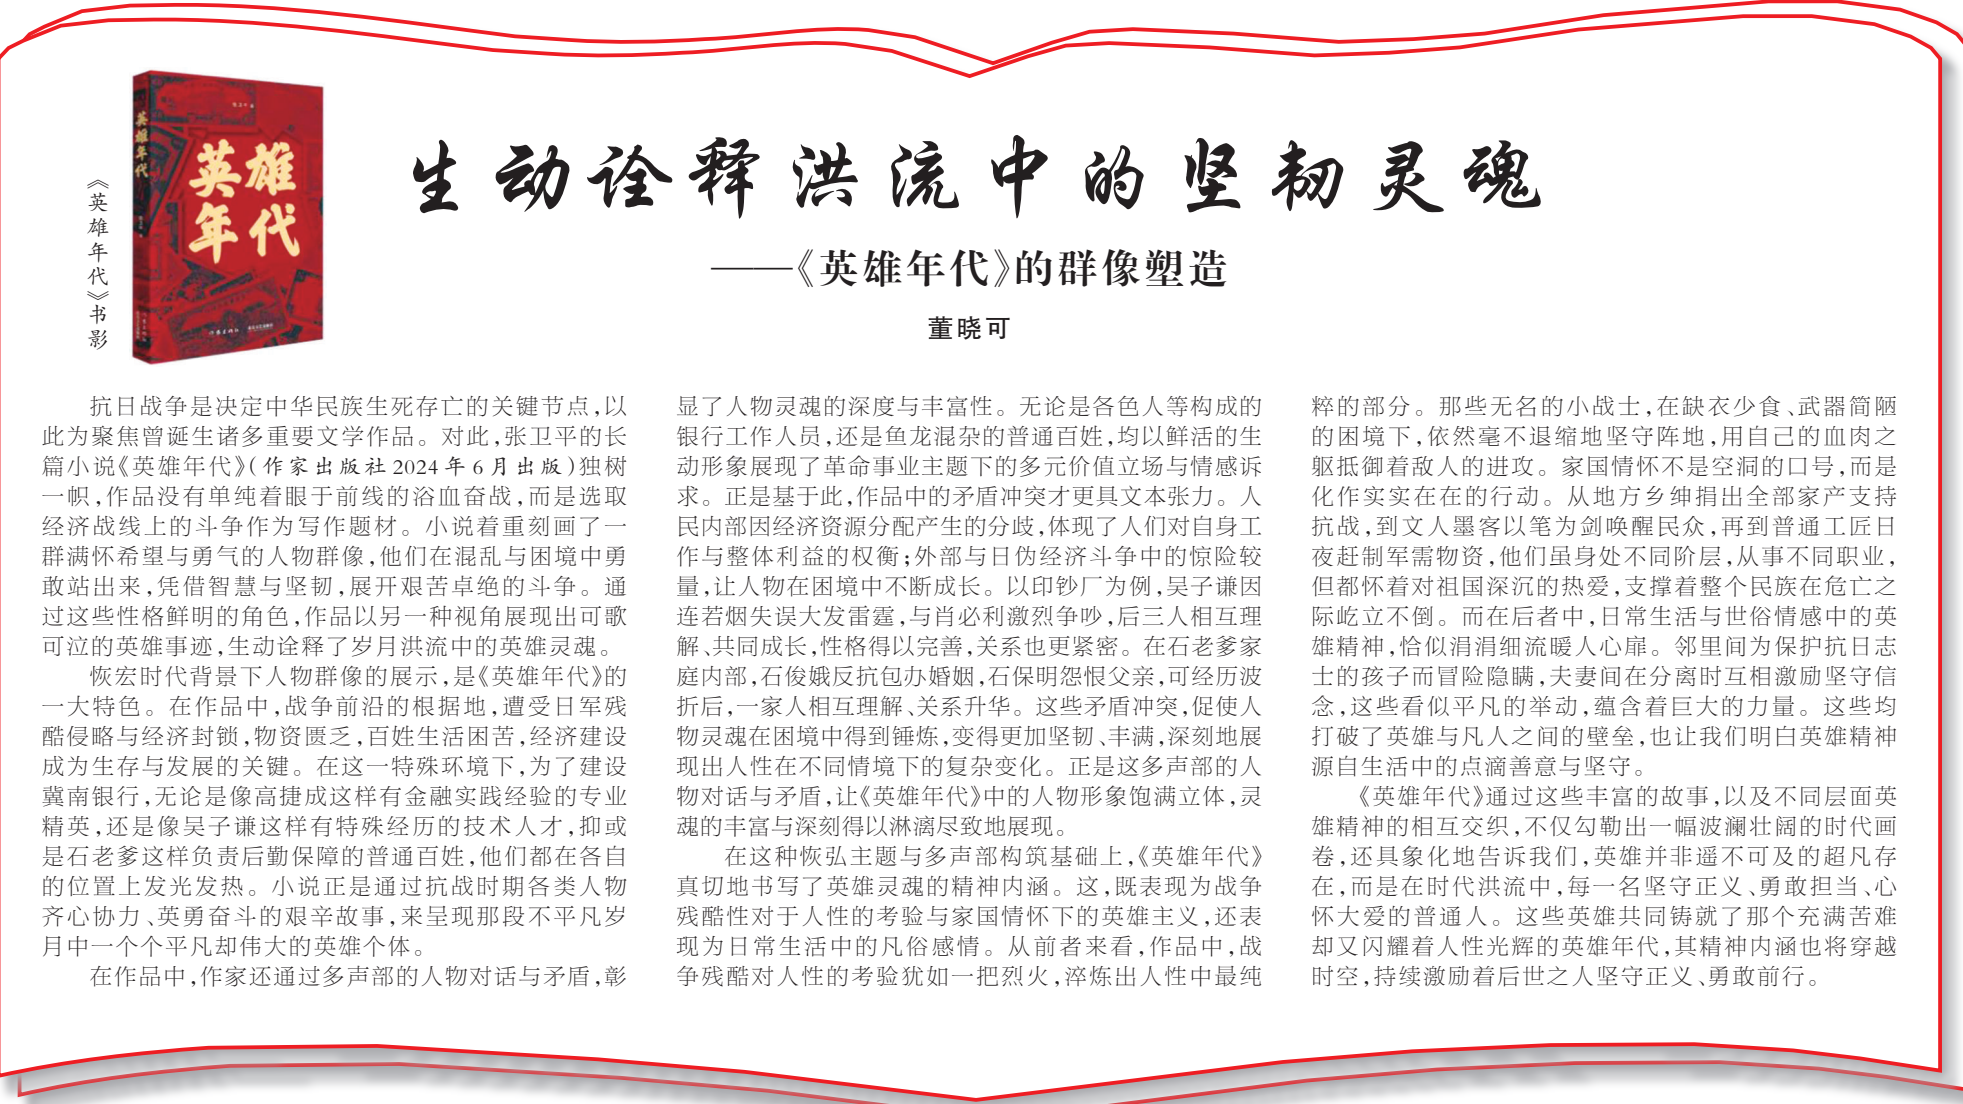 生动诠释洪流中的坚韧灵魂
——《英雄年代》的群像塑造
董晓可
《英雄年代》书影
英雄年代
英雄
年代
抗日战争是决定中华民族生死存亡的关键节点,以
此为聚焦曾诞生诸多重要文学作品。对此,张卫平的长
篇小说《英雄年代》(作家出版社2024年6月出版)独树
一帜,作品没有单纯着眼于前线的浴血奋战,而是选取
经济战线上的斗争作为写作题材。小说着重刻画了一
群满怀希望与勇气的人物群像,他们在混乱与困境中勇
敢站出来,凭借智慧与坚韧,展开艰苦卓绝的斗争。通
过这些性格鲜明的角色,作品以另一种视角展现出可歌
可泣的英雄事迹,生动诠释了岁月洪流中的英雄灵魂。
恢宏时代背景下人物群像的展示,是《英雄年代》的
一大特色。在作品中,战争前沿的根据地,遭受日军残
酷侵略与经济封锁,物资匮乏,百姓生活困苦,经济建设
成为生存与发展的关键。在这一特殊环境下,为了建设
冀南银行,无论是像高捷成这样有金融实践经验的专业
精英,还是像吴子谦这样有特殊经历的技术人才,抑或
是石老爹这样负责后勤保障的普通百姓,他们都在各自
的位置上发光发热。小说正是通过抗战时期各类人物
齐心协力、英勇奋斗的艰辛故事,来呈现那段不平凡岁
月中一个个平凡却伟大的英雄个体。
在作品中,作家还通过多声部的人物对话与矛盾,彰
显了人物灵魂的深度与丰富性。无论是各色人等构成的
银行工作人员,还是鱼龙混杂的普通百姓,均以鲜活的生
动形象展现了革命事业主题下的多元价值立场与情感诉
求。正是基于此,作品中的矛盾冲突才更具文本张力。人
民内部因经济资源分配产生的分歧,体现了人们对自身工
作与整体利益的权衡;外部与日伪经济斗争中的惊险较
量,让人物在困境中不断成长。以印钞厂为例,吴子谦因
连若烟失误大发雷霆,与肖必利激烈争吵,后三人相互理
解、共同成长,性格得以完善,关系也更紧密。在石老爹家
庭内部,石俊娥反抗包办婚姻,石保明怨恨父亲,可经历波
折后,一家人相互理解、关系升华。这些矛盾冲突,促使人
物灵魂在困境中得到锤炼,变得更加坚韧、丰满,深刻地展
现出人性在不同情境下的复杂变化。正是这多声部的人
物对话与矛盾,让《英雄年代》中的人物形象饱满立体,灵
魂的丰富与深刻得以淋漓尽致地展现。
在这种恢弘主题与多声部构筑基础上,《英雄年代》
真切地书写了英雄灵魂的精神内涵。这,既表现为战争
残酷性对于人性的考验与家国情怀下的英雄主义,还表
现为日常生活中的凡俗感情。从前者来看,作品中,战
争残酷对人性的考验犹如一把烈火,淬炼出人性中最纯
粹的部分。那些无名的小战士,在缺衣少食、武器简陋
的困境下,依然毫不退缩地坚守阵地,用自己的血肉之
躯抵御着敌人的进攻。家国情怀不是空洞的口号,而是
化作实实在在的行动。从地方乡绅捐出全部家产支持
抗战,到文人墨客以笔为剑唤醒民众,再到普通工匠日
夜赶制军需物资,他们虽身处不同阶层,从事不同职业,
但都怀着对祖国深沉的热爱,支撑着整个民族在危亡之
际屹立不倒。而在后者中,日常生活与世俗情感中的英
雄精神,恰似涓涓细流暖人心扉。邻里间为保护抗日志
士的孩子而冒险隐瞒,夫妻间在分离时互相激励坚守信
念,这些看似平凡的举动,蕴含着巨大的力量。这些均
打破了英雄与凡人之间的壁垒,也让我们明白英雄精神
源自生活中的点滴善意与坚守。
《英雄年代》通过这些丰富的故事,以及不同层面英
雄精神的相互交织,不仅勾勒出一幅波澜壮阔的时代画
卷,还具象化地告诉我们,英雄并非遥不可及的超凡存
在,而是在时代洪流中,每一名坚守正义、勇敢担当、心
怀大爱的普通人。这些英雄共同铸就了那个充满苦难
却又闪耀着人性光辉的英雄年代,其精神内涵也将穿越
时空,持续激励着后世之人坚守正义、勇敢前行。